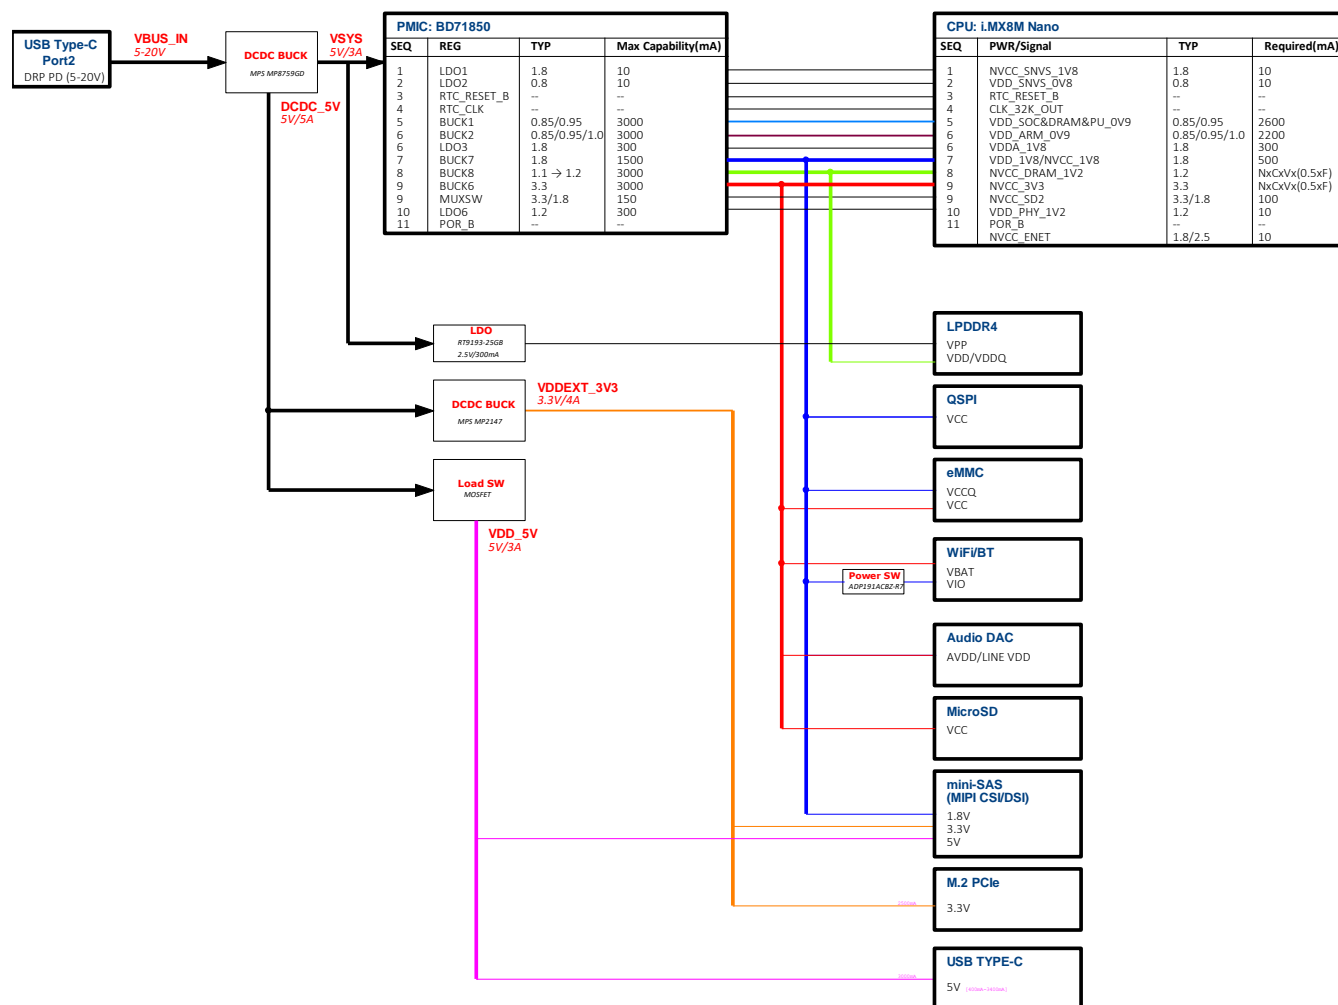 USB Type-C
Port2
DRP PD (5-20V)
VBUS_IN
5-20V
DCDC BUCK
MPS MP8759GD
VSYS
5V/3A
DCDC_5V
5V/5A
PMIC: BD71850
SEQ REG TYP Max Capability(mA)
1 LDO1 1.8 10
2 LDO2 0.8 10
3 RTC_RESET_B -- --
4 RTC_CLK -- --
5 BUCK1 0.85/0.95 3000
6 BUCK2 0.85/0.95/1.0 3000
6 LDO3 1.8 300
7 BUCK7 1.8 1500
8 BUCK8 1.1 → 1.2 3000
9 BUCK6 3.3 3000
9 MUXSW 3.3/1.8 150
10 LDO6 1.2 300
11 POR_B -- --
CPU: i.MX8M Nano
SEQ PWR/Signal TYP Required(mA)
1 NVCC_SNVS_1V8 1.8 10
2 VDD_SNVS_0V8 0.8 10
3 RTC_RESET_B -- --
4 CLK_32K_OUT -- --
5 VDD_SOC&DRAM&PU_0V9 0.85/0.95 2600
6 VDD_ARM_0V9 0.85/0.95/1.0 2200
6 VDDA_1V8 1.8 300
7 VDD_1V8/NVCC_1V8 1.8 500
8 NVCC_DRAM_1V2 1.2 NxCxVx(0.5xF)
9 NVCC_3V3 3.3 NxCxVx(0.5xF)
9 NVCC_SD2 3.3/1.8 100
10 VDD_PHY_1V2 1.2 10
11 POR_B -- --
NVCC_ENET 1.8/2.5 10
LDO
RT9193-25GB
2.5V/300mA
DCDC BUCK
MPS MP2147
VDDEXT_3V3
3.3V/4A
Load SW
MOSFET
VDD_5V
5V/3A
LPDDR4
VPP
VDD/VDDQ
QSPI
VCC
eMMC
VCCQ
VCC
Power SW
ADP191ACBZ-R7
WiFi/BT
VBAT
VIO
Audio DAC
AVDD/LINE VDD
MicroSD
VCC
mini-SAS
(MIPI CSI/DSI)
1.8V
3.3V
5V
M.2 PCIe
3.3V
USB TYPE-C
5V